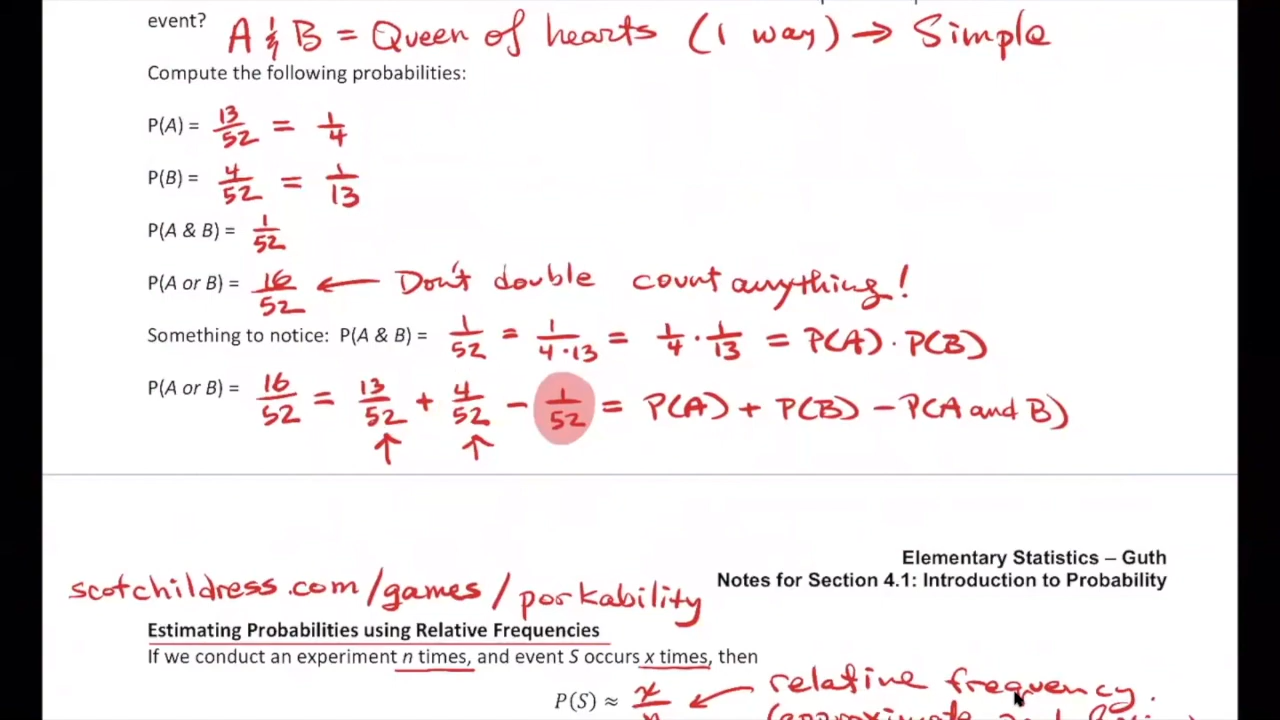 event? A & B = Queen of hearts (1 way) → Simple
Compute the following probabilities:
P(A) = 13/52 = 1/4
P(B) = 4/52 = 1/13
P(A & B) = 1/52
P(A or B) = 16/52 ← Don't double count anything!
Something to notice: P(A & B) = 1/52 = 1/4·13 = 1/4 · 1/13 = P(A) · P(B)
P(A or B) = 16/52 = 13/52 + 4/52 − 1/52 = P(A) + P(B) − P(A and B)
↑ ↑
Elementary Statistics – Guth
Notes for Section 4.1: Introduction to Probability
scotchildress.com/games/porkability
Estimating Probabilities using Relative Frequencies
If we conduct an experiment n times, and event S occurs x times, then
P(S) ≈ x/n ← relative frequency.